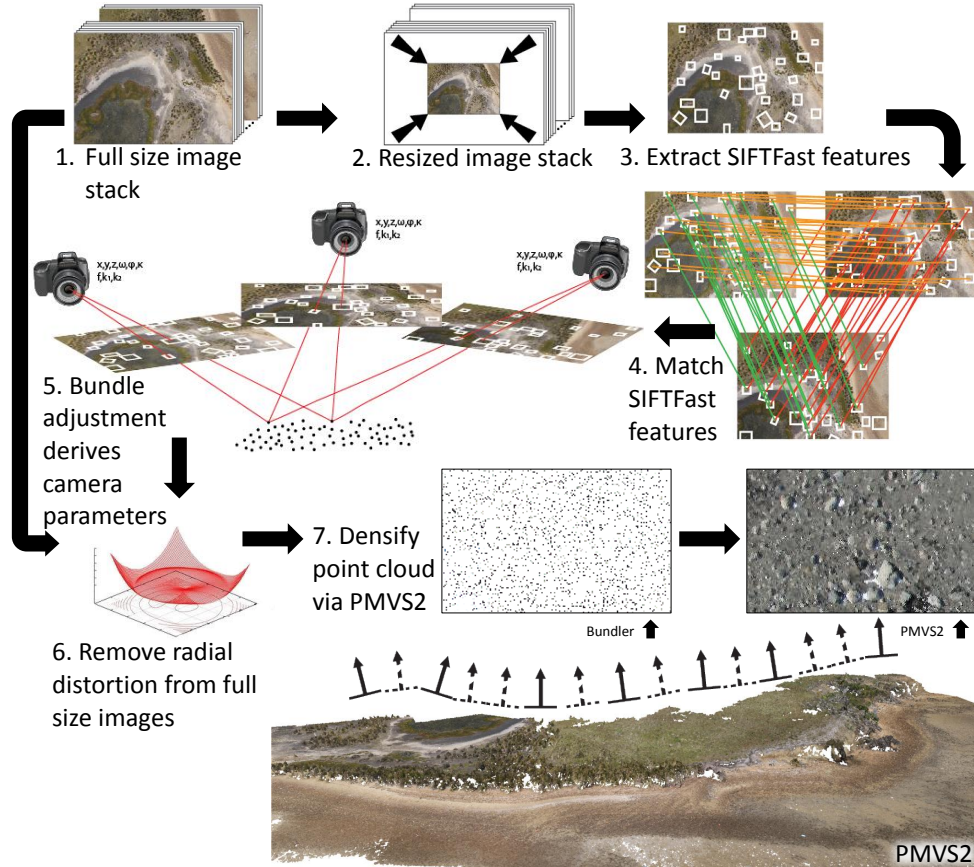 1. Full size image
stack
2. Resized image stack
3. Extract SIFTFast features
x,y,z,ω,φ,κ
f,k₁,k₂
x,y,z,ω,φ,κ
f,k₁,k₂
x,y,z,ω,φ,κ
f,k₁,k₂
4. Match
SIFTFast
features
5. Bundle
adjustment
derives
camera
parameters
6. Remove radial
distortion from full
size images
7. Densify
point cloud
via PMVS2
Bundler
PMVS2
PMVS2